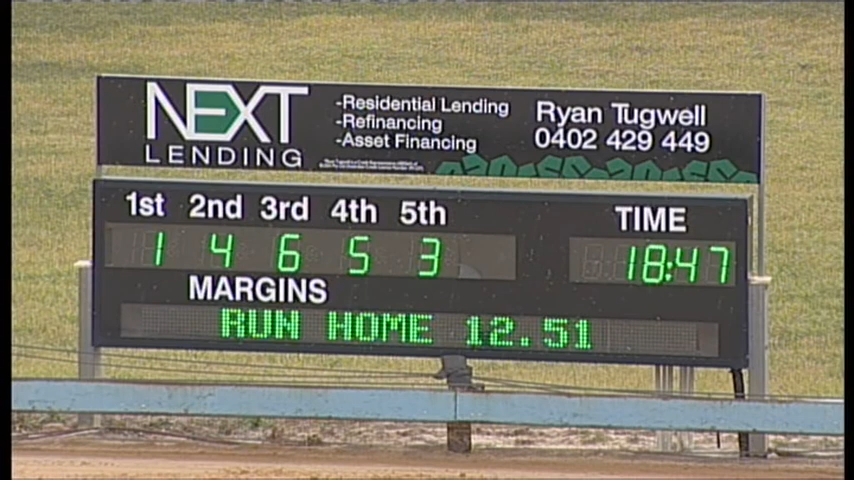 NEXT
LENDING
-Residential Lending
-Refinancing
-Asset Financing
Ryan Tugwell
0402 429 449
1st 2nd 3rd 4th 5th TIME
1 4 6 5 3 18:47
MARGINS
RUN HOME 12.51